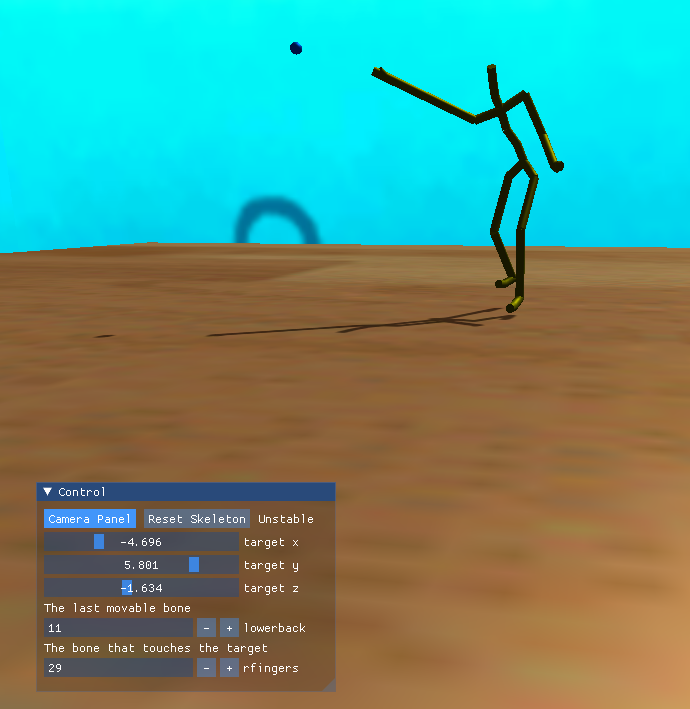 Control
Camera Panel Reset Skeleton Unstable
-4.696 target x
5.801 target y
-1.634 target z
The last movable bone
11 - + lowerback
The bone that touches the target
29 - + rfingers